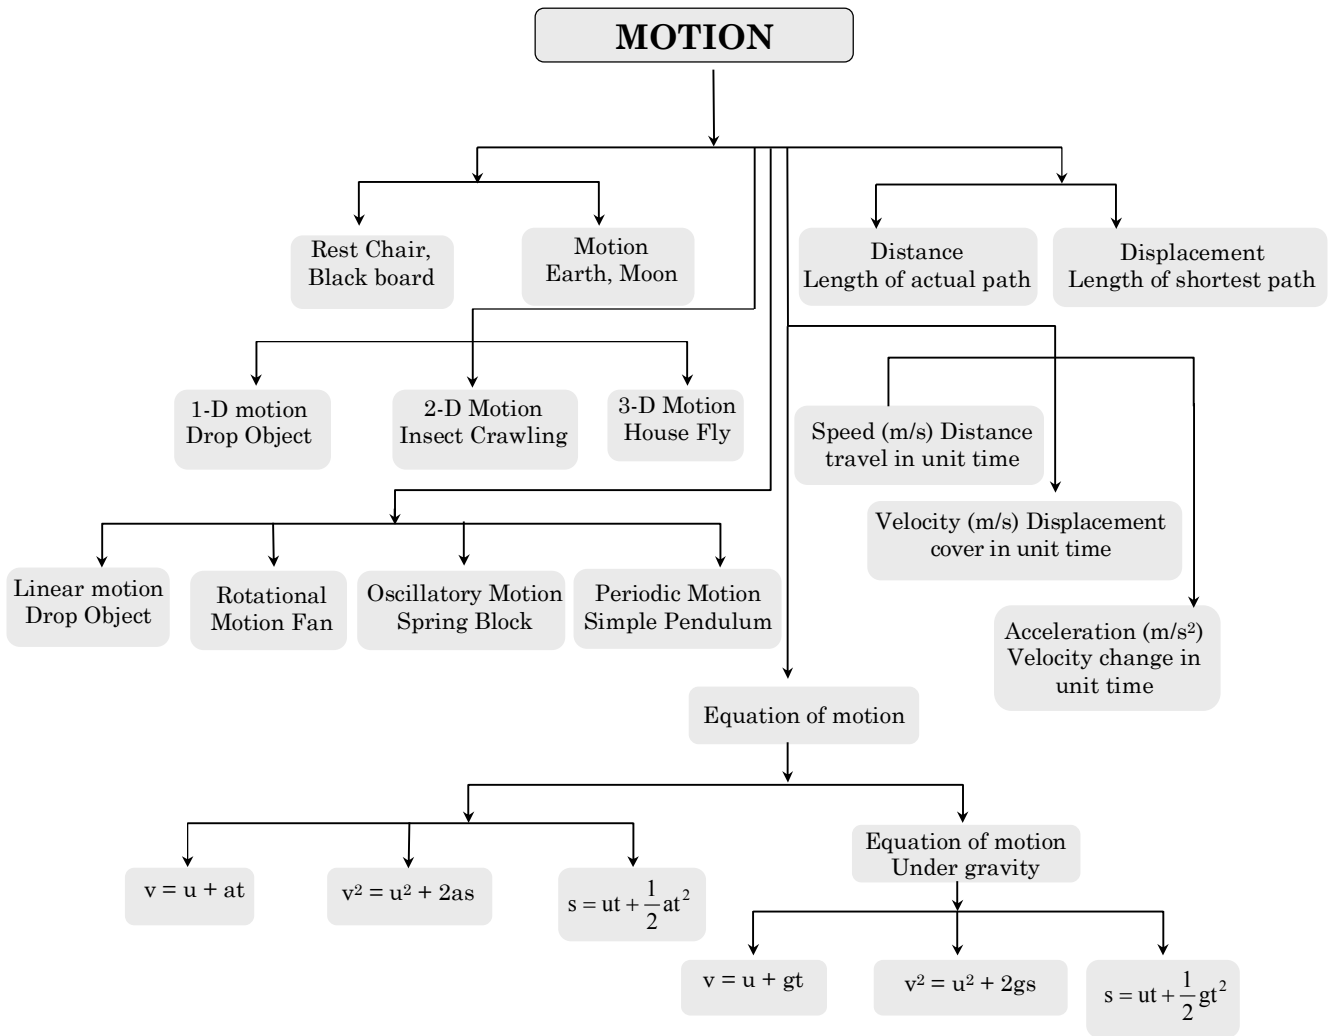 MOTION
Rest Chair,
Black board
Motion
Earth, Moon
Distance
Length of actual path
Displacement
Length of shortest path
1-D motion
Drop Object
2-D Motion
Insect Crawling
3-D Motion
House Fly
Speed (m/s) Distance
travel in unit time
Velocity (m/s) Displacement
cover in unit time
Linear motion
Drop Object
Rotational
Motion Fan
Oscillatory Motion
Spring Block
Periodic Motion
Simple Pendulum
Acceleration (m/s²)
Velocity change in
unit time
Equation of motion
v = u + at
v² = u² + 2as
s = ut + 1/2 at²
Equation of motion
Under gravity
v = u + gt
v² = u² + 2gs
s = ut + 1/2 gt²